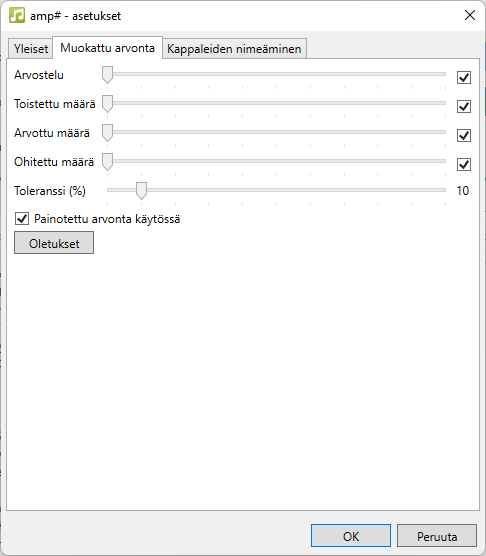 amp# - asetukset
Yleiset Muokattu arvonta Kappaleiden nimeäminen
Arvostelu
Toistettu määrä
Arvottu määrä
Ohitettu määrä
Toleranssi (%) 10
Painotettu arvonta käytössä
Oletukset
OK Peruuta